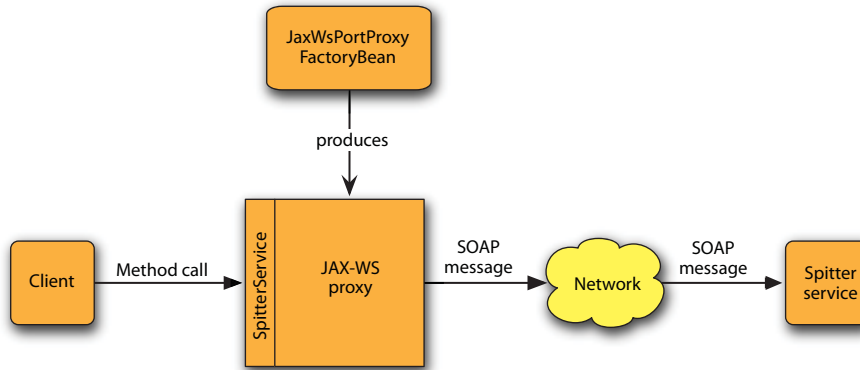 JaxWsPortProxy
FactoryBean
produces
Client
Method call
SpitterService
JAX-WS
proxy
SOAP
message
Network
SOAP
message
Spitter
service